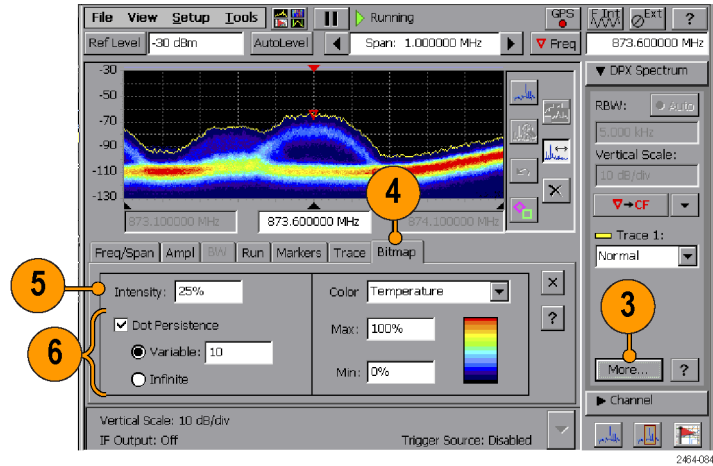 File View Setup Tools Running GPS F.Int Ext ?
Ref Level -30 dBm AutoLevel Span: 1.000000 MHz Freq 873.600000 MHz
-30
-50
-70
-90
-110
-130
873.100000 MHz 873.600000 MHz 874.100000 MHz
4
Freq/Span Ampl BW Run Markers Trace Bitmap
5
Intensity: 25%
6
Dot Persistence
Variable: 10
Infinite
Color Temperature
Max: 100%
Min: 0%
?
Vertical Scale: 10 dB/div
IF Output: Off Trigger Source: Disabled
DPX Spectrum
RBW: Auto
5.000 kHz
Vertical Scale:
10 dB/div
→CF
Trace 1:
Normal
3
More... ?
Channel
2464-084